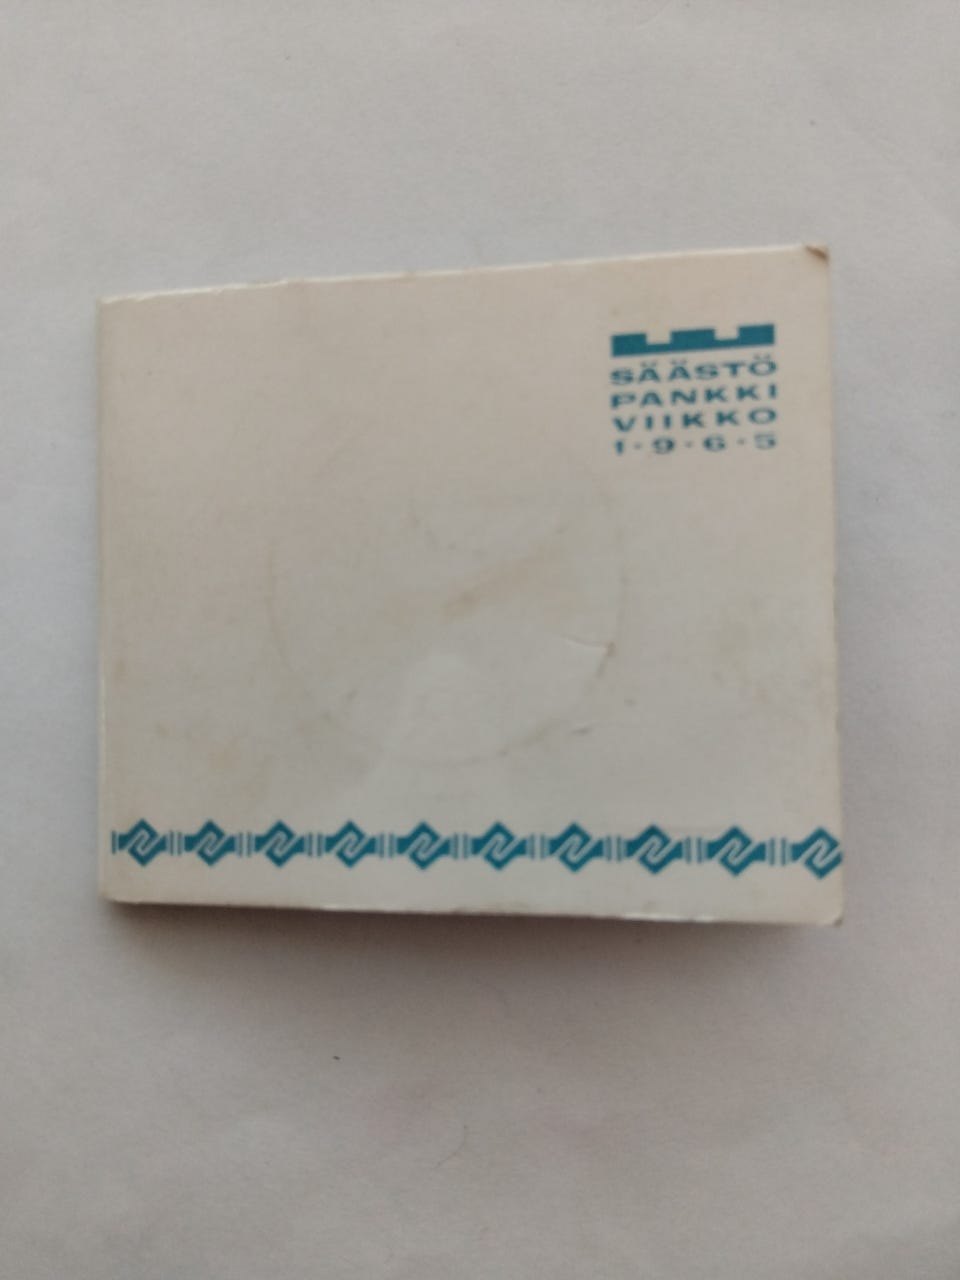 SÄÄSTÖ
PANKKI
VIIKKO
1·9·6·5